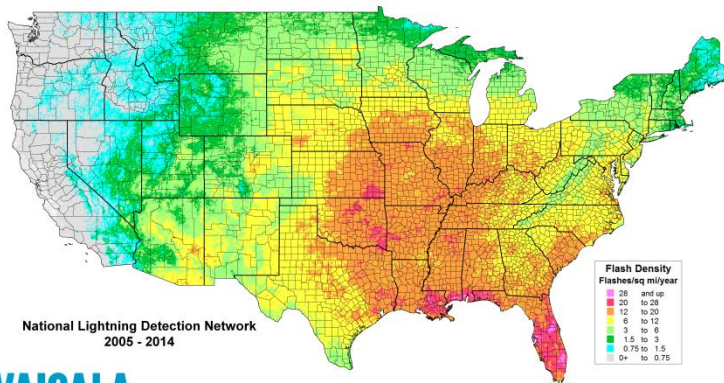 National Lightning Detection Network
2005 - 2014
Flash Density
Flashes/sq mi/year
28 and up
20 to 28
12 to 20
6 to 12
3 to 6
1.5 to 3
0.75 to 1.5
0+ to 0.75
VAISALA